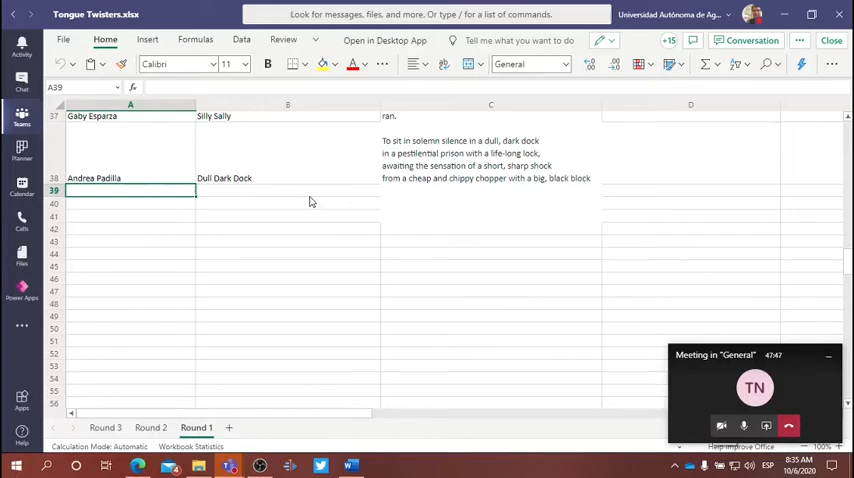 Tongue Twisters.xlsx
Look for messages, files, and more. Or type / for a list of commands.
Universidad Autónoma de Ag...
Activity
File
Home
Insert
Formulas
Data
Review
Open in Desktop App
Tell me what you want to do
+15
Conversation
Close
Calibri
11
B
A
General
Chat
A39
fx
A
B
C
D
Teams
37
Gaby Esparza
Silly Sally
ran.
Planner
To sit in solemn silence in a dull, dark dock
in a pestilential prison with a life-long lock,
awaiting the sensation of a short, sharp shock
38
Andrea Padilla
Dull Dark Dock
from a cheap and chippy chopper with a big, black block
Calendar
39
40
41
Calls
42
43
44
Files
45
46
47
Power Apps
48
49
50
51
52
53
54
55
56
Meeting in "General"
47:47
TN
Apps
Round 3
Round 2
Round 1
Help
Calculation Mode: Automatic
Workbook Statistics
Help Improve Office
100%
4
ESP
8:35 AM
10/6/2020